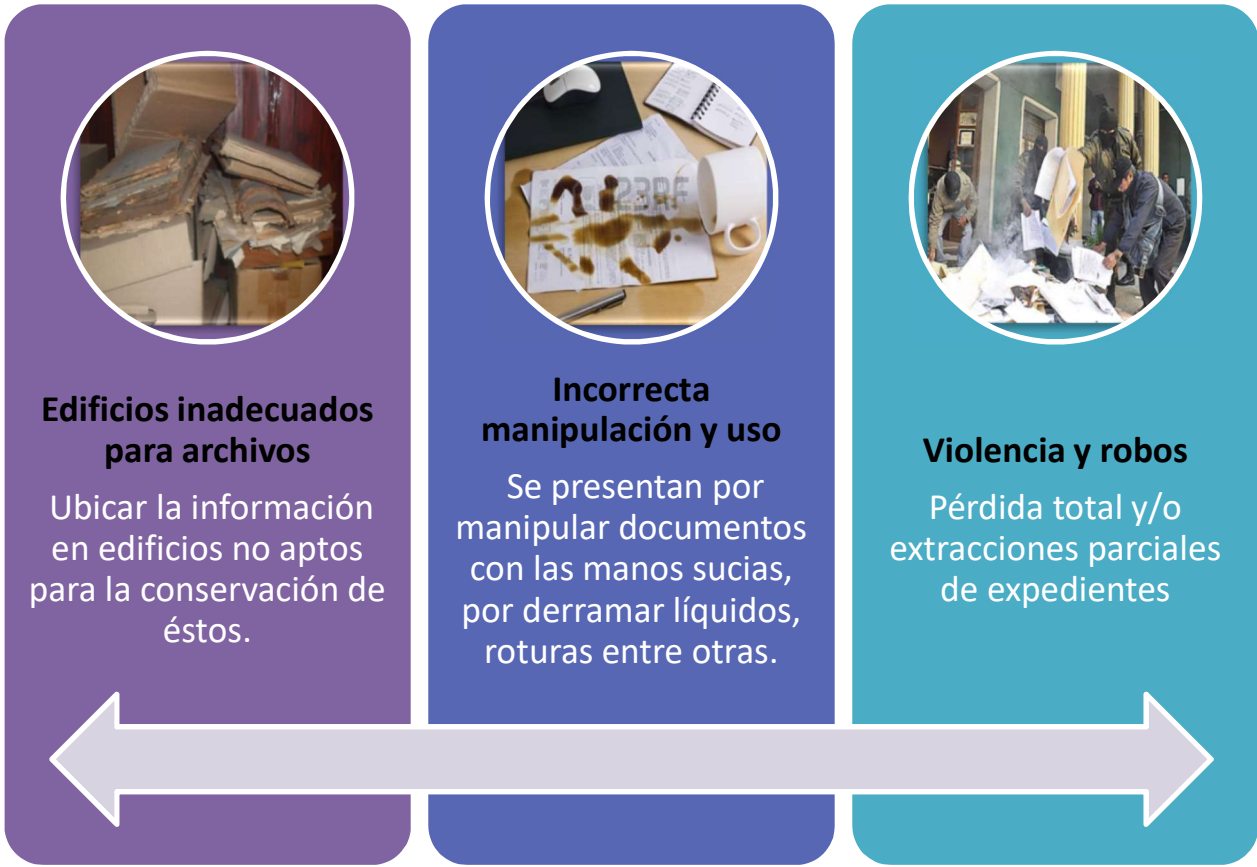 Edificios inadecuados
para archivos
Ubicar la información
en edificios no aptos
para la conservación de
éstos.
Incorrecta
manipulación y uso
Se presentan por
manipular documentos
con las manos sucias,
por derramar líquidos,
roturas entre otras.
Violencia y robos
Pérdida total y/o
extracciones parciales
de expedientes